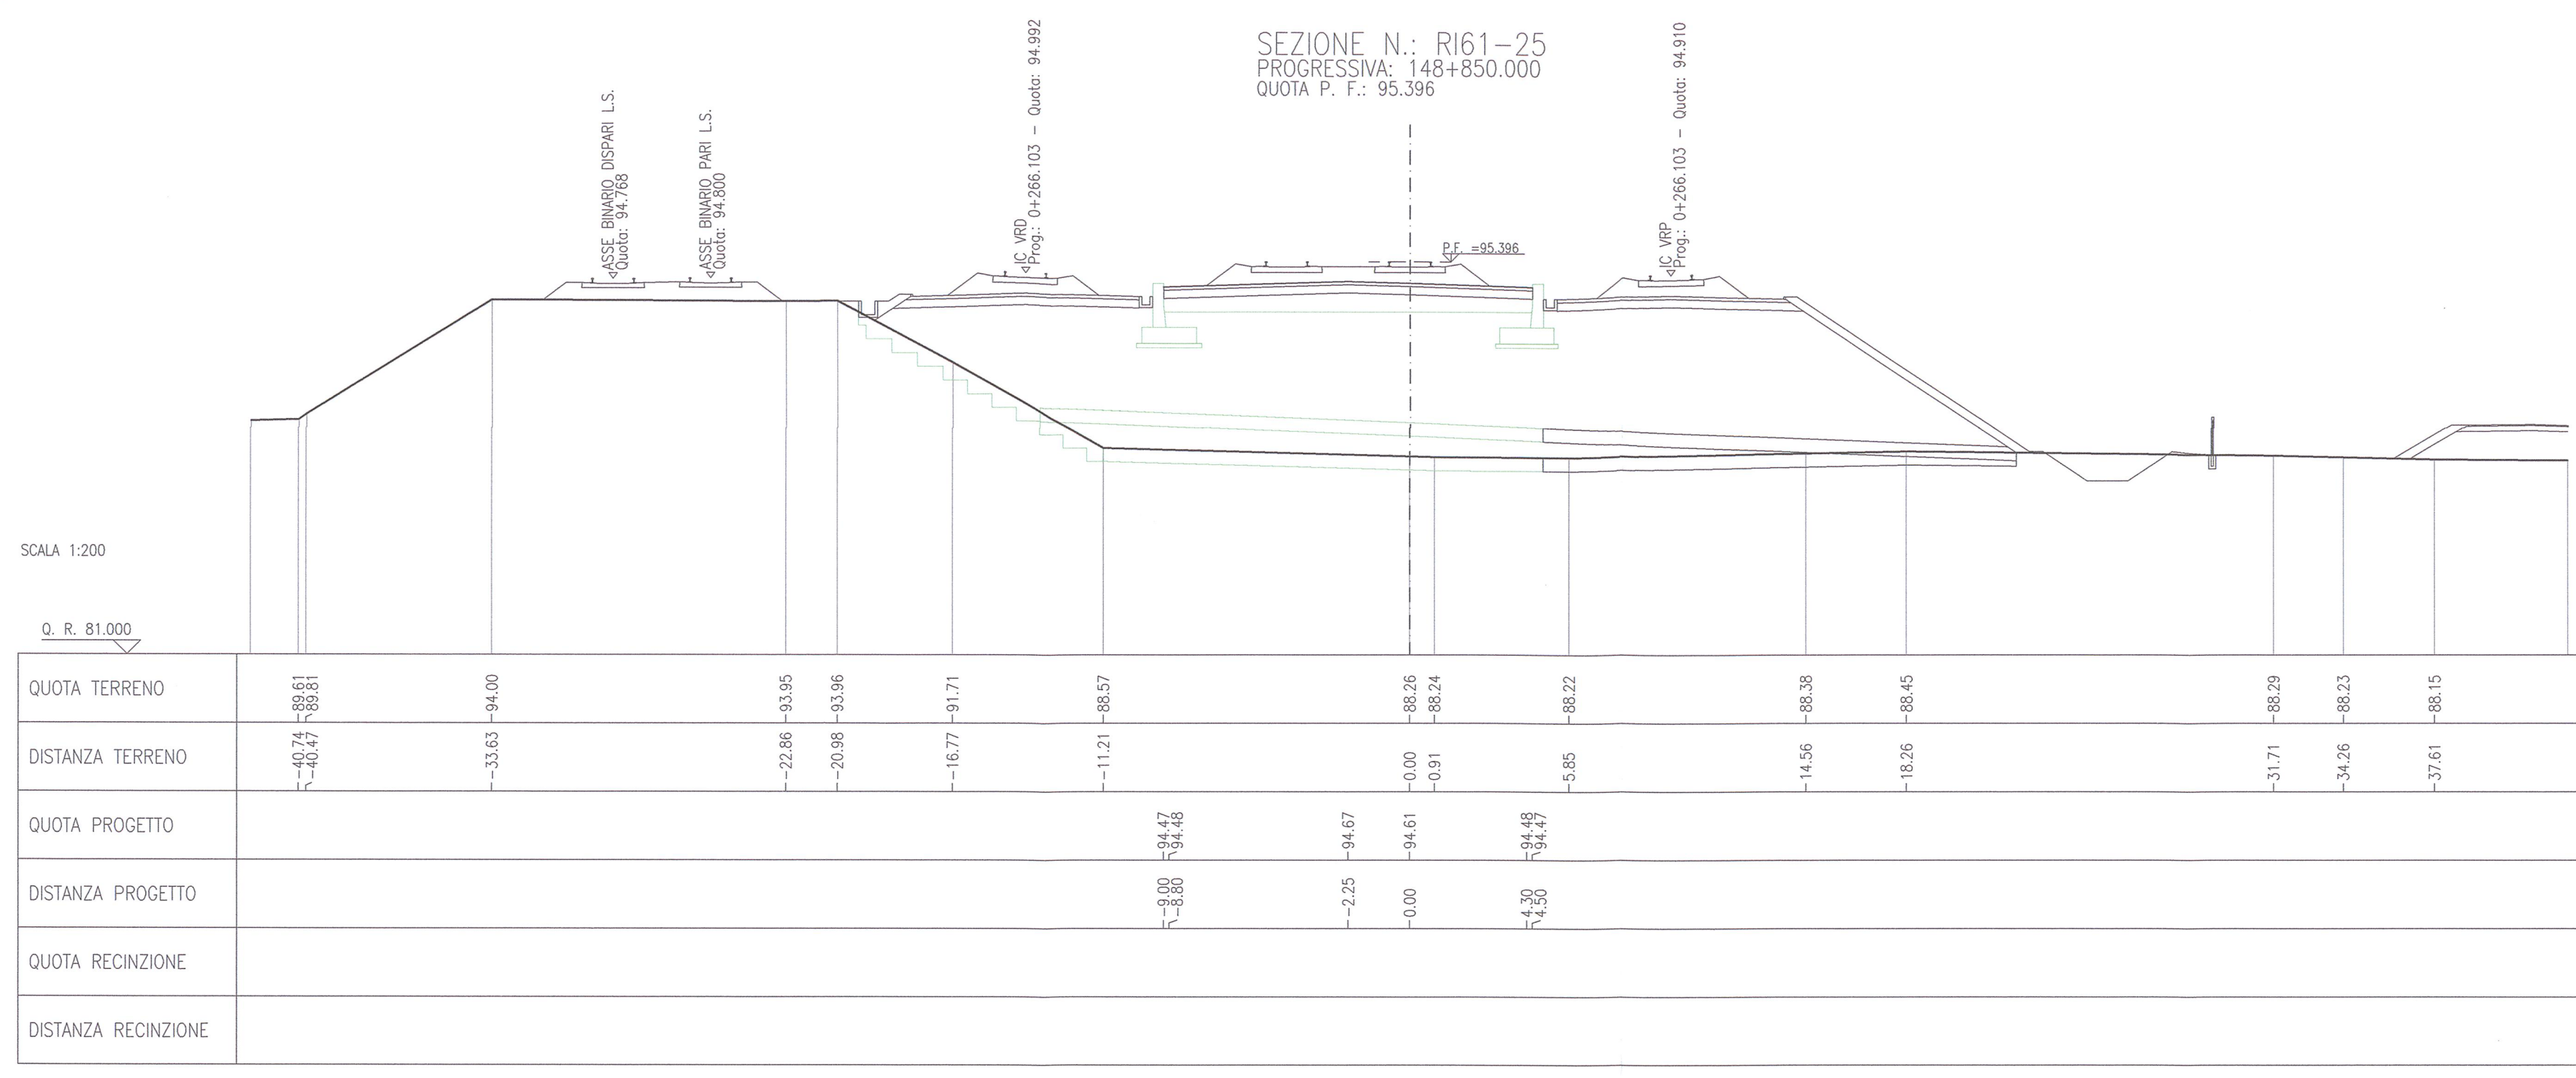 SEZIONE N.: RI61-25
PROGRESSIVA: 148+850.000
QUOTA P. F.: 95.396
ASSE BINARIO DISPARI L.S.
Quota: 94.768
ASSE BINARIO PARI L.S.
Quota: 94.800
IC VRD
Prog.: 0+266.103 - Quota: 94.992
P.F. =95.396
IC VRP
Prog.: 0+266.103 - Quota: 94.910
SCALA 1:200
Q. R. 81.000
QUOTA TERRENO 89.61 89.81 94.00 93.95 93.96 91.71 88.57 88.26 88.24 88.22 88.38 88.45 88.29 88.23 88.15
DISTANZA TERRENO -40.74 -40.47 -33.63 -22.86 -20.98 -16.77 -11.21 0.00 0.91 5.85 14.56 18.26 31.71 34.26 37.61
QUOTA PROGETTO 94.47 94.48 94.67 94.61 94.48 94.47
DISTANZA PROGETTO -9.00 -8.80 -2.25 0.00 4.30 4.50
QUOTA RECINZIONE
DISTANZA RECINZIONE